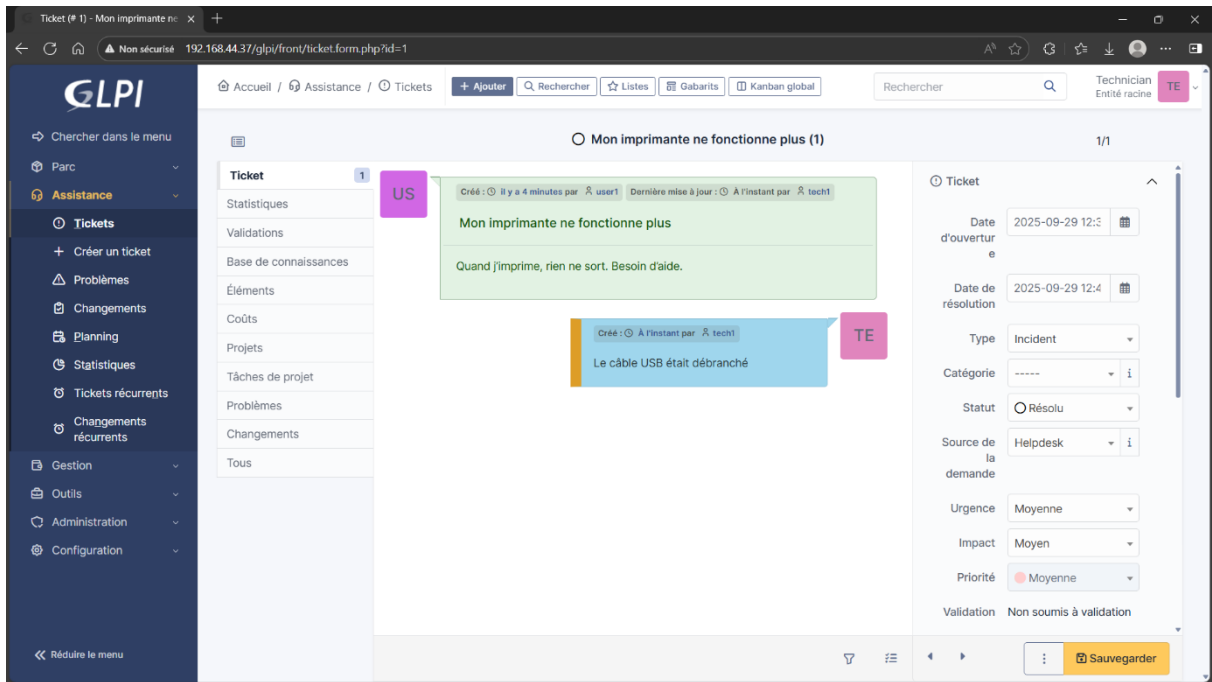 Ticket (# 1) - Mon imprimante ne
Non sécurisé 192.168.44.37/glpi/front/ticket.form.php?id=1
GLPI
Chercher dans le menu
Parc
Assistance
Tickets
Créer un ticket
Problèmes
Changements
Planning
Statistiques
Tickets récurrents
Changements
récurrents
Gestion
Outils
Administration
Configuration
Réduire le menu
Accueil / Assistance / Tickets
+ Ajouter
Rechercher
Listes
Gabarits
Kanban global
Rechercher
Technician
Entité racine
TE
Mon imprimante ne fonctionne plus (1)
1/1
Ticket 1
Statistiques
Validations
Base de connaissances
Éléments
Coûts
Projets
Tâches de projet
Problèmes
Changements
Tous
US
Créé : il y a 4 minutes par user1 Dernière mise à jour : À l'instant par tech1
Mon imprimante ne fonctionne plus
Quand j'imprime, rien ne sort. Besoin d'aide.
Créé : À l'instant par tech1
Le câble USB était débranché
TE
Ticket
Date
d'ouvertur
e
2025-09-29 12:3
Date de
résolution
2025-09-29 12:4
Type Incident
Catégorie -----
Statut Résolu
Source de
la
demande
Helpdesk
Urgence Moyenne
Impact Moyen
Priorité Moyenne
Validation Non soumis à validation
Sauvegarder